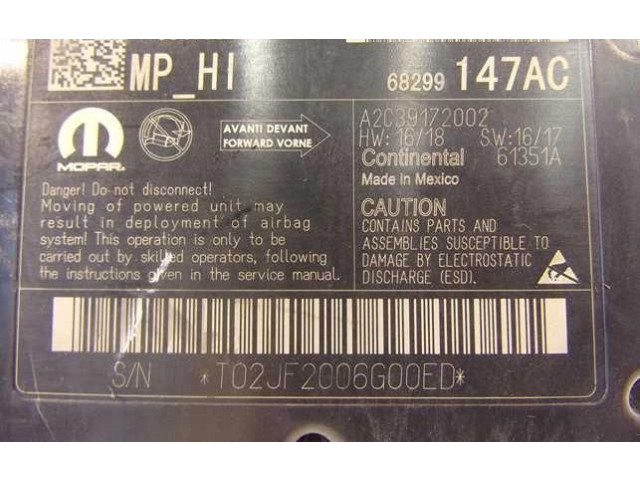 MP_HI
68299 147AC
MOPAR
AVANTI DEVANT
FORWARD VORNE
A2C39172002
HW: 16/18 SW: 16/17
Continental 61351A
Made in Mexico
Danger! Do not disconnect!
Moving of powered unit may
result in deployment of airbag
system! This operation is only to be
carried out by skilled operators, following
the instructions given in the service manual.
CAUTION
CONTAINS PARTS AND
ASSEMBLIES SUSCEPTIBLE TO
DAMAGE BY ELECTROSTATIC
DISCHARGE (ESD).
S/N *T02JF2006G00ED*